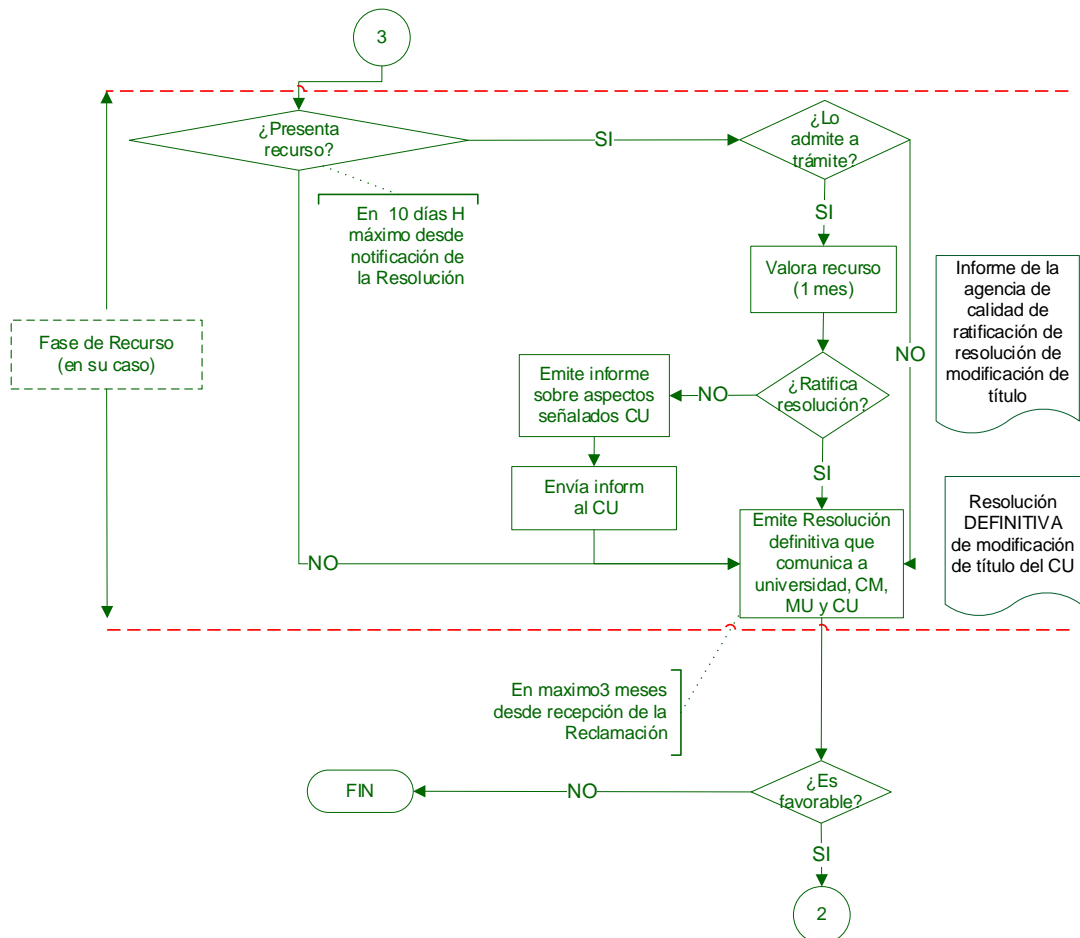 3
¿Presenta
recurso?
SI
¿Lo
admite a
trámite?
En 10 días H
máximo desde
notificación de
la Resolución
SI
Valora recurso
(1 mes)
Informe de la
agencia de
calidad de
ratificación de
resolución de
modificación de
título
Fase de Recurso
(en su caso)
NO
Emite informe
sobre aspectos
señalados CU
NO
¿Ratifica
resolución?
SI
Envía inform
al CU
Resolución
DEFINITIVA
de modificación
de título del CU
Emite Resolución
definitiva que
comunica a
universidad, CM,
MU y CU
NO
En maximo3 meses
desde recepción de la
Reclamación
FIN
NO
¿Es
favorable?
SI
2